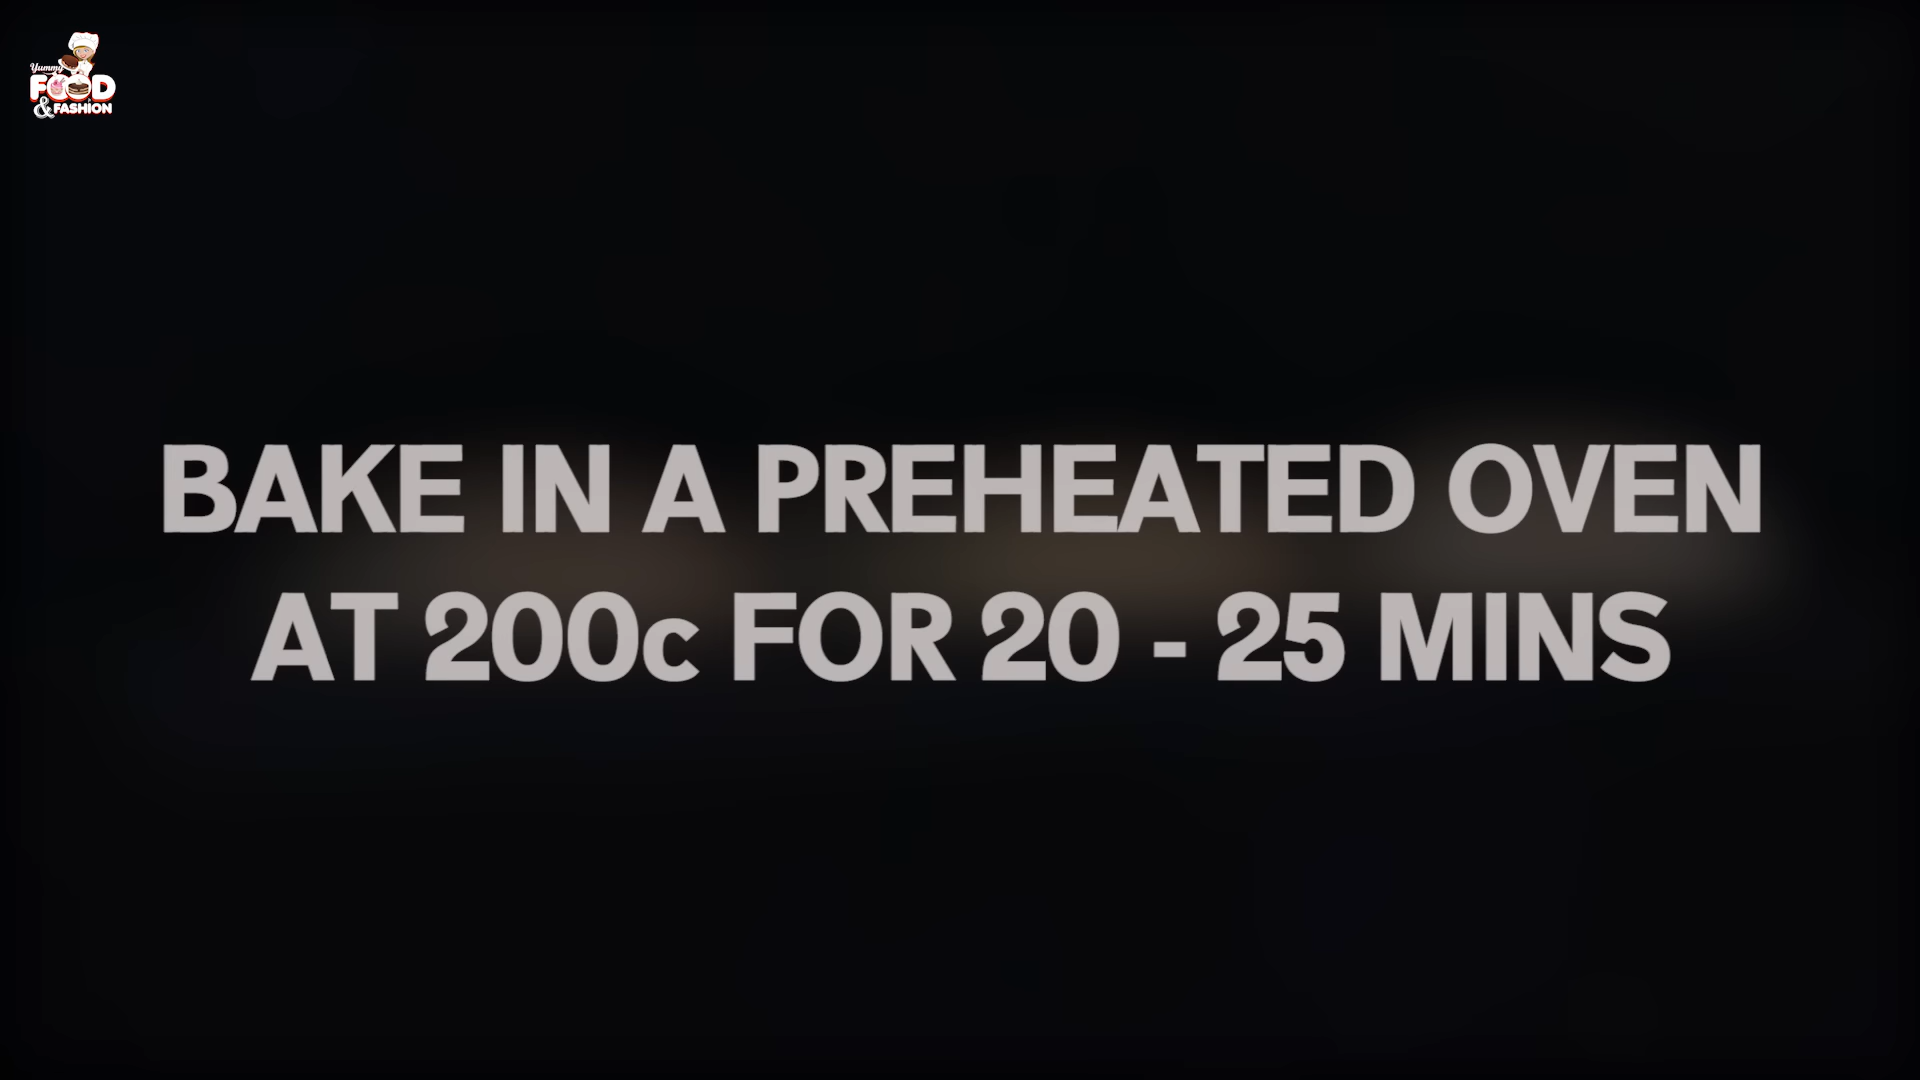 Yummy
FOOD
& FASHION
BAKE IN A PREHEATED OVEN
AT 200c FOR 20 - 25 MINS